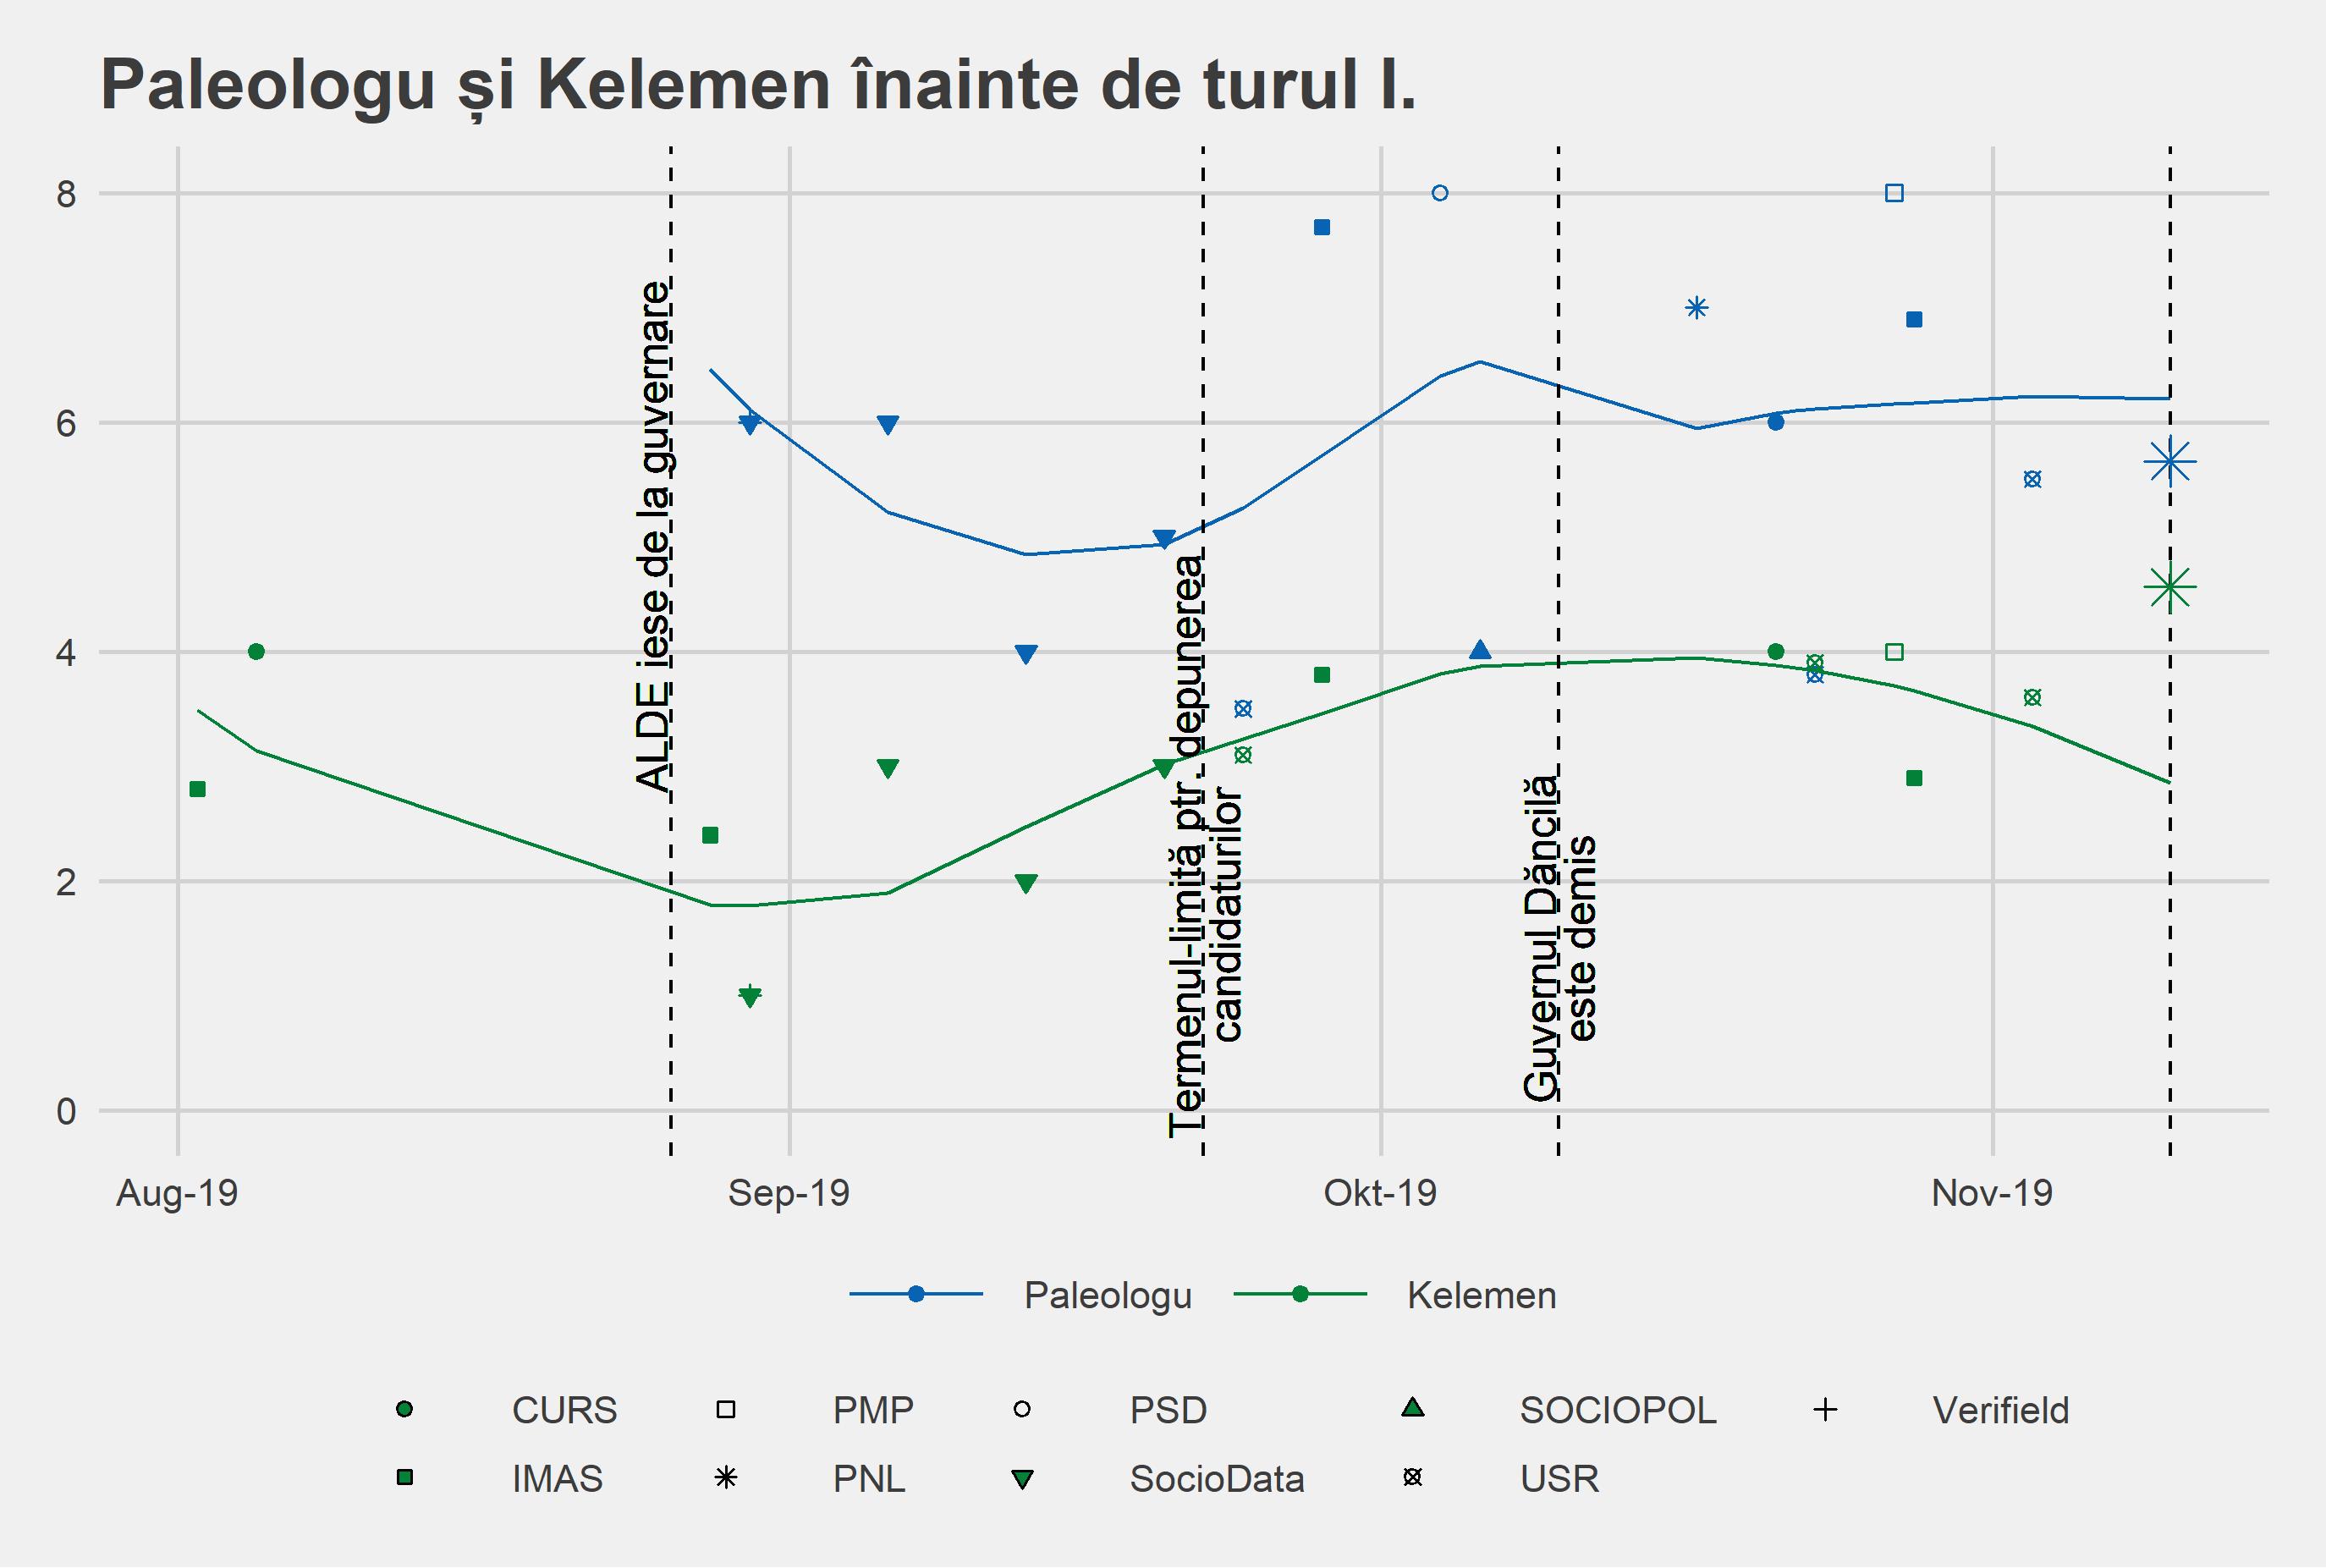 Paleologu și Kelemen înainte de turul I.
8
6
4
2
0
ALDE iese de la guvernare
Termenul-limită ptr. depunerea
candidaturilor
Guvernul Dăncilă
este demis
Aug-19
Sep-19
Okt-19
Nov-19
Paleologu
Kelemen
CURS
PMP
PSD
SOCIOPOL
Verifield
IMAS
PNL
SocioData
USR